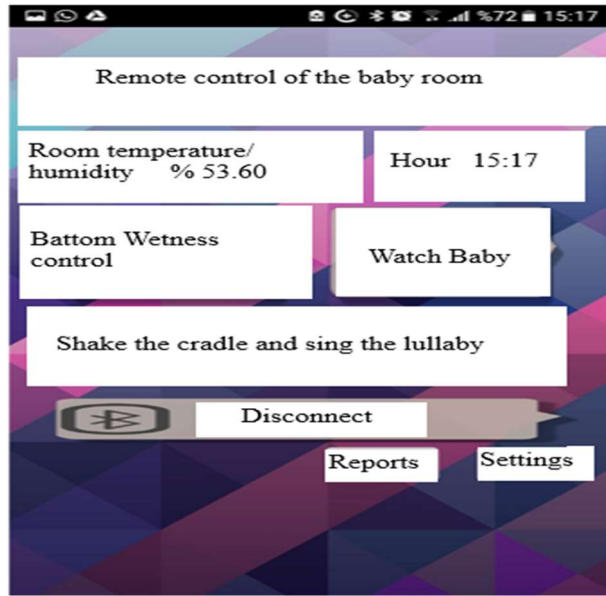 %72 15:17
Remote control of the baby room
Room temperature/
humidity % 53.60
Hour 15:17
Battom Wetness
control
Watch Baby
Shake the cradle and sing the lullaby
Disconnect
Reports Settings